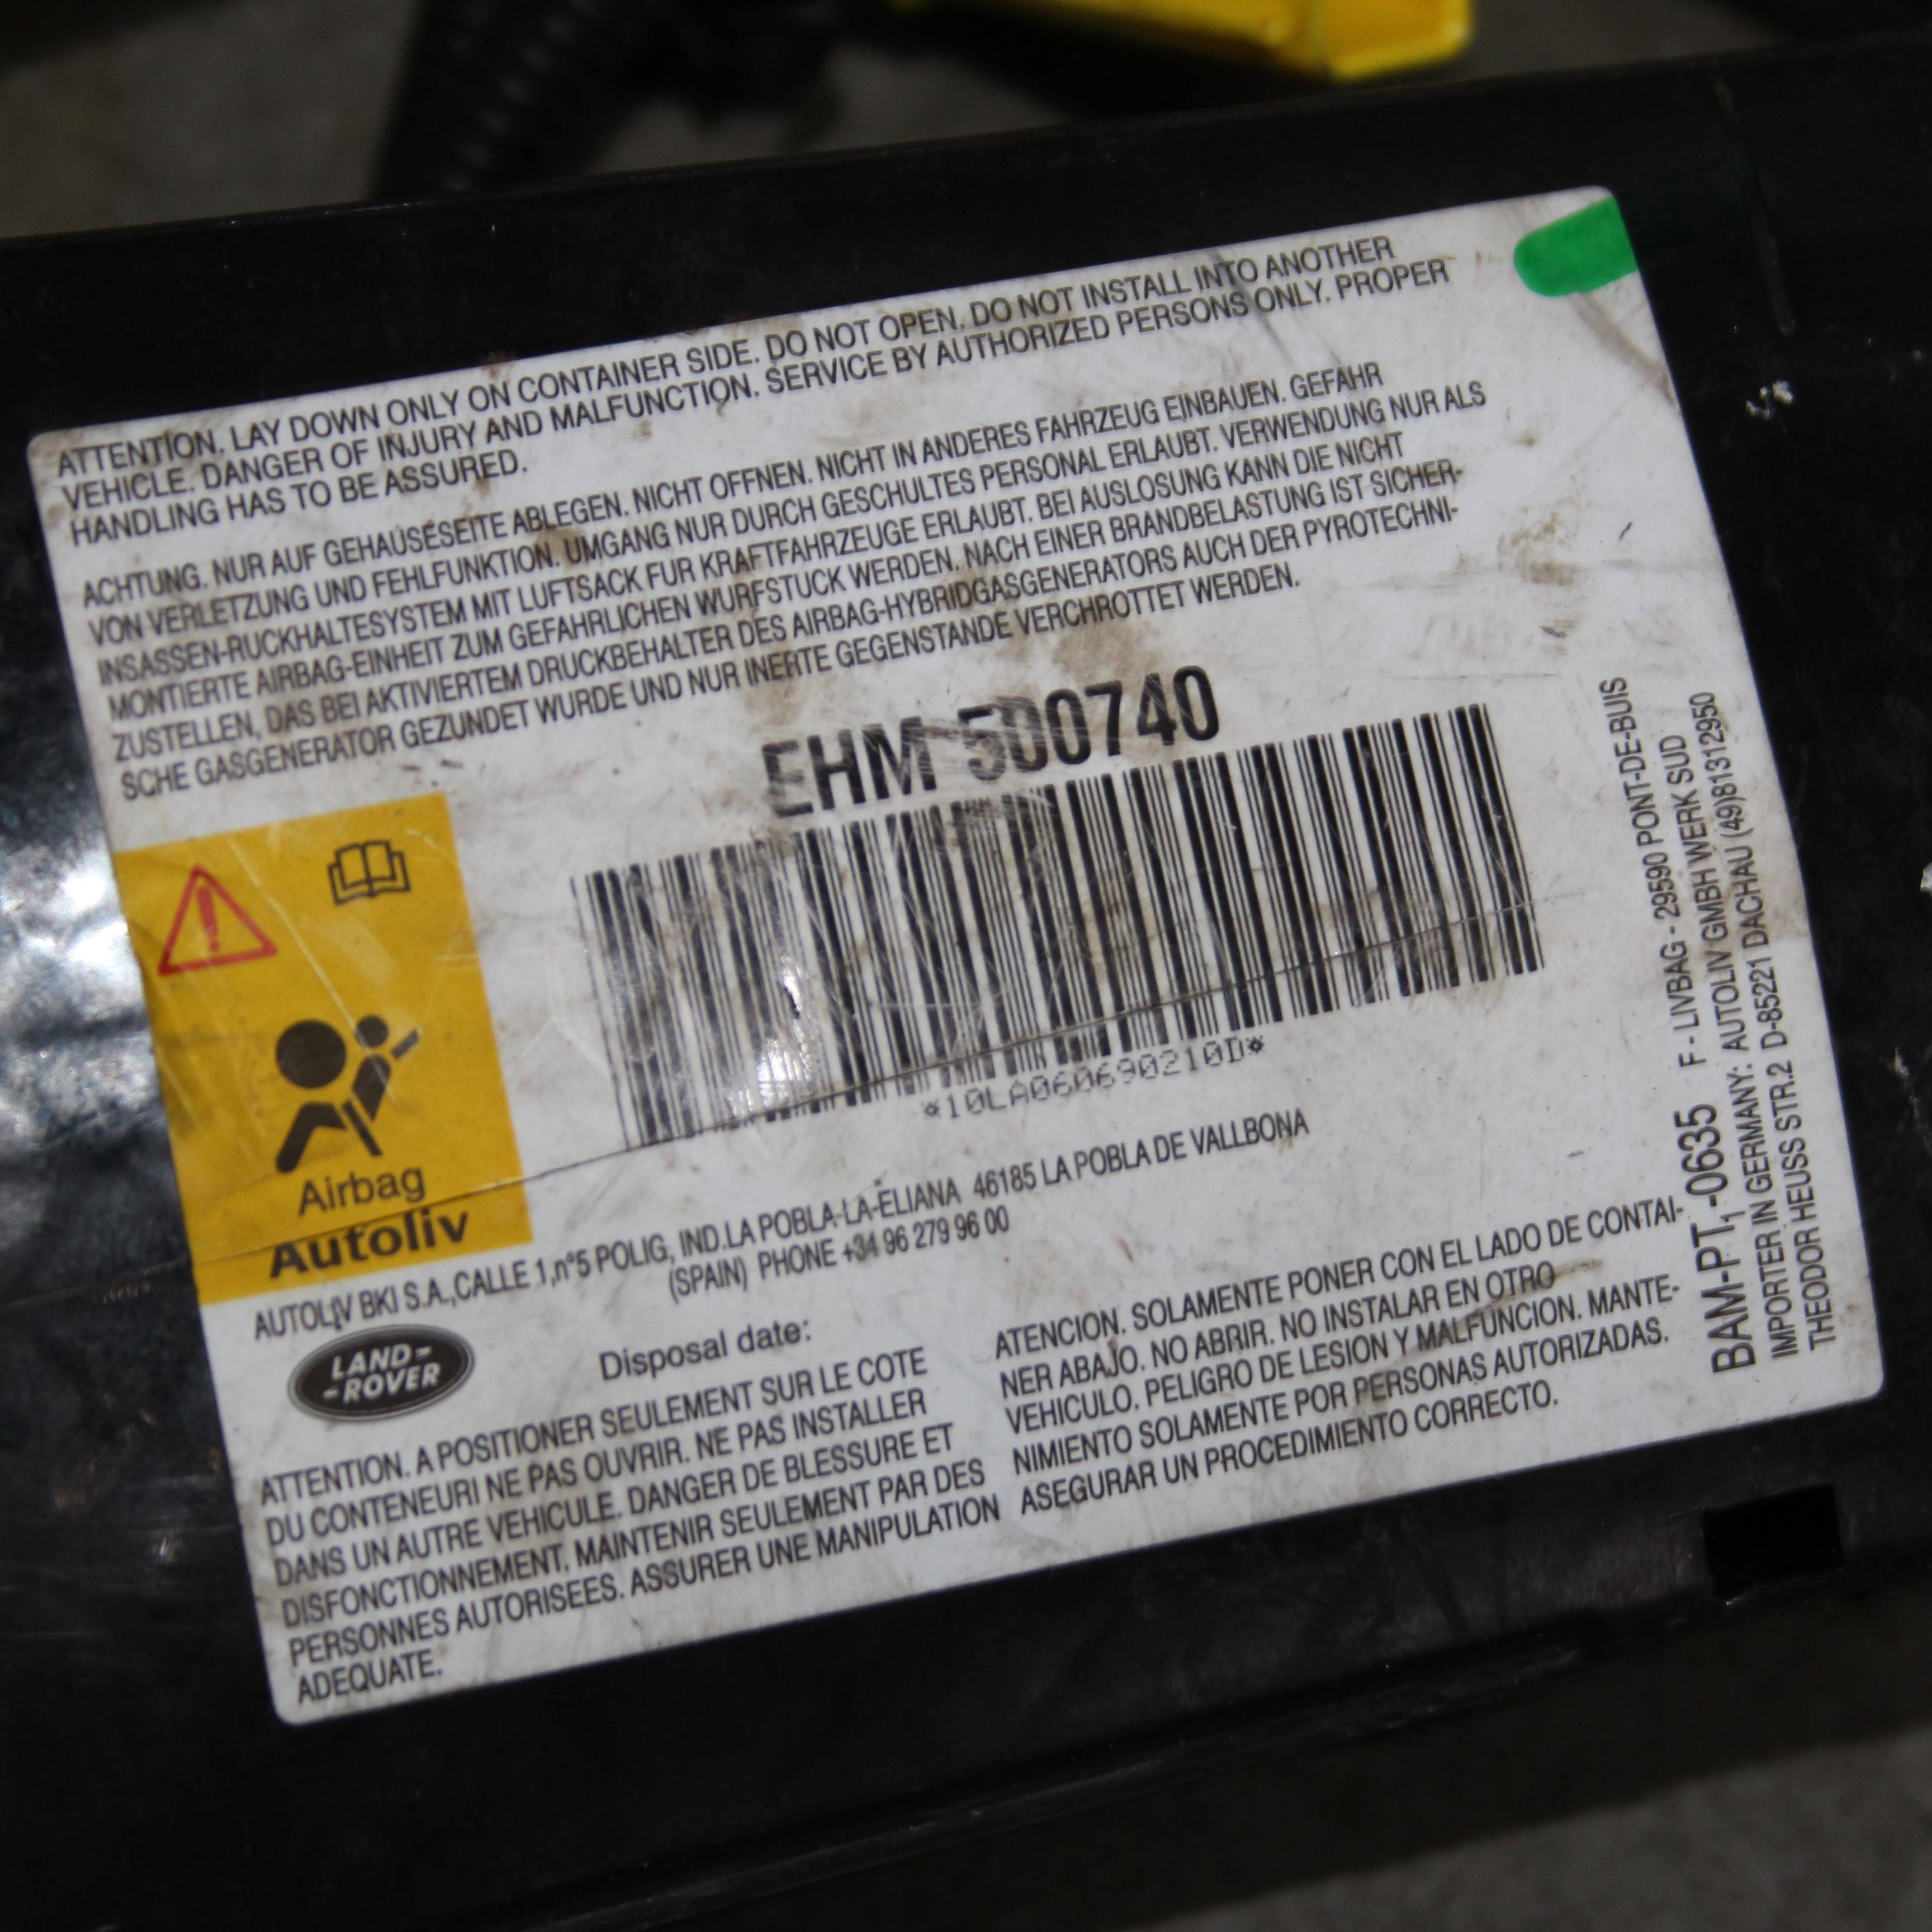 ATTENTION. LAY DOWN ONLY ON CONTAINER SIDE. DO NOT OPEN. DO NOT INSTALL INTO ANOTHER
VEHICLE. DANGER OF INJURY AND MALFUNCTION. SERVICE BY AUTHORIZED PERSONS ONLY. PROPER
HANDLING HAS TO BE ASSURED.
ACHTUNG. NUR AUF GEHAUSESEITE ABLEGEN. NICHT OFFNEN. NICHT IN ANDERES FAHRZEUG EINBAUEN. GEFAHR
VON VERLETZUNG UND FEHLFUNKTION. UMGANG NUR DURCH GESCHULTES PERSONAL ERLAUBT. VERWENDUNG NUR ALS
INSASSEN-RUCKHALTESYSTEM MIT LUFTSACK FUR KRAFTFAHRZEUGE ERLAUBT. BEI AUSLOSUNG KANN DIE NICHT
MONTIERTE AIRBAG-EINHEIT ZUM GEFAHRLICHEN WURFSTUCK WERDEN. NACH EINER BRANDBELASTUNG IST SICHER-
ZUSTELLEN, DAS BEI AKTIVIERTEM DRUCKBEHALTER DES AIRBAG-HYBRIDGASGENERATORS AUCH DER PYROTECHNI-
SCHE GASGENERATOR GEZUNDET WURDE UND NUR INERTE GEGENSTANDE VERCHROTTET WERDEN.
EHM 500740
*10LA060690210D*
Airbag
Autoliv
AUTOLIV BKI S.A.,CALLE 1,n°5 POLIG, IND.LA POBLA-LA-ELIANA 46185 LA POBLA DE VALLBONA
(SPAIN) PHONE +34 96 279 96 00
LAND-
-ROVER
Disposal date:
ATTENTION. A POSITIONER SEULEMENT SUR LE COTE
DU CONTENEURI NE PAS OUVRIR. NE PAS INSTALLER
DANS UN AUTRE VEHICULE. DANGER DE BLESSURE ET
DISFONCTIONNEMENT. MAINTENIR SEULEMENT PAR DES
PERSONNES AUTORISEES. ASSURER UNE MANIPULATION
ADEQUATE.
ATENCION. SOLAMENTE PONER CON EL LADO DE CONTAI-
NER ABAJO. NO ABRIR. NO INSTALAR EN OTRO
VEHICULO. PELIGRO DE LESION Y MALFUNCION. MANTE-
NIMIENTO SOLAMENTE POR PERSONAS AUTORIZADAS.
ASEGURAR UN PROCEDIMIENTO CORRECTO.
BAM-PT₁-0635 F - LIVBAG - 29590 PONT-DE-BUIS
IMPORTER IN GERMANY: AUTOLIV GMBH WERK SUD
THEODOR HEUSS STR.2 D-85221 DACHAU (49)81312950